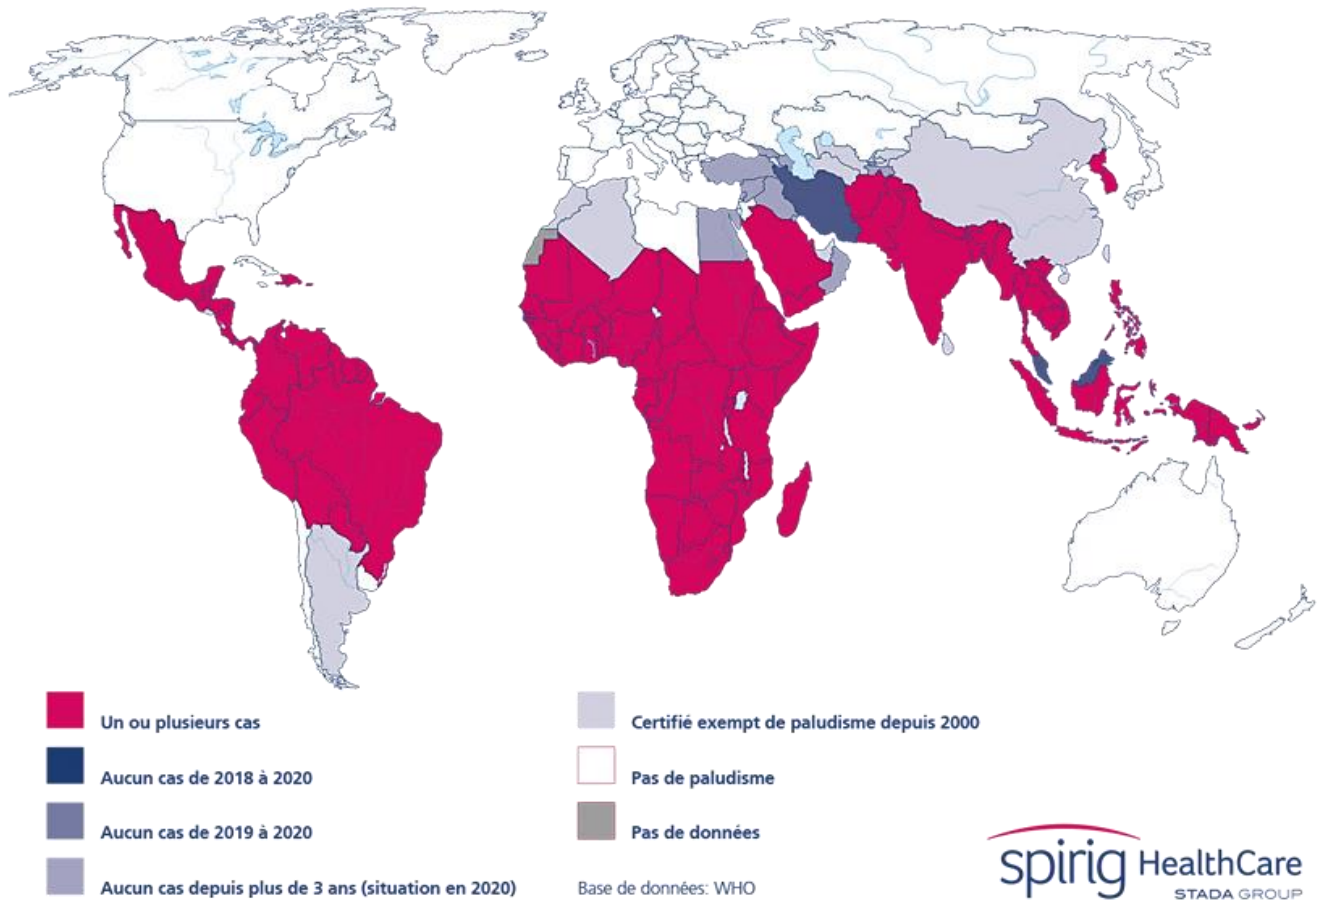 Un ou plusieurs cas
Aucun cas de 2018 à 2020
Aucun cas de 2019 à 2020
Aucun cas depuis plus de 3 ans (situation en 2020)
Certifié exempt de paludisme depuis 2000
Pas de paludisme
Pas de données
Base de données: WHO
spirig HealthCare
STADA GROUP